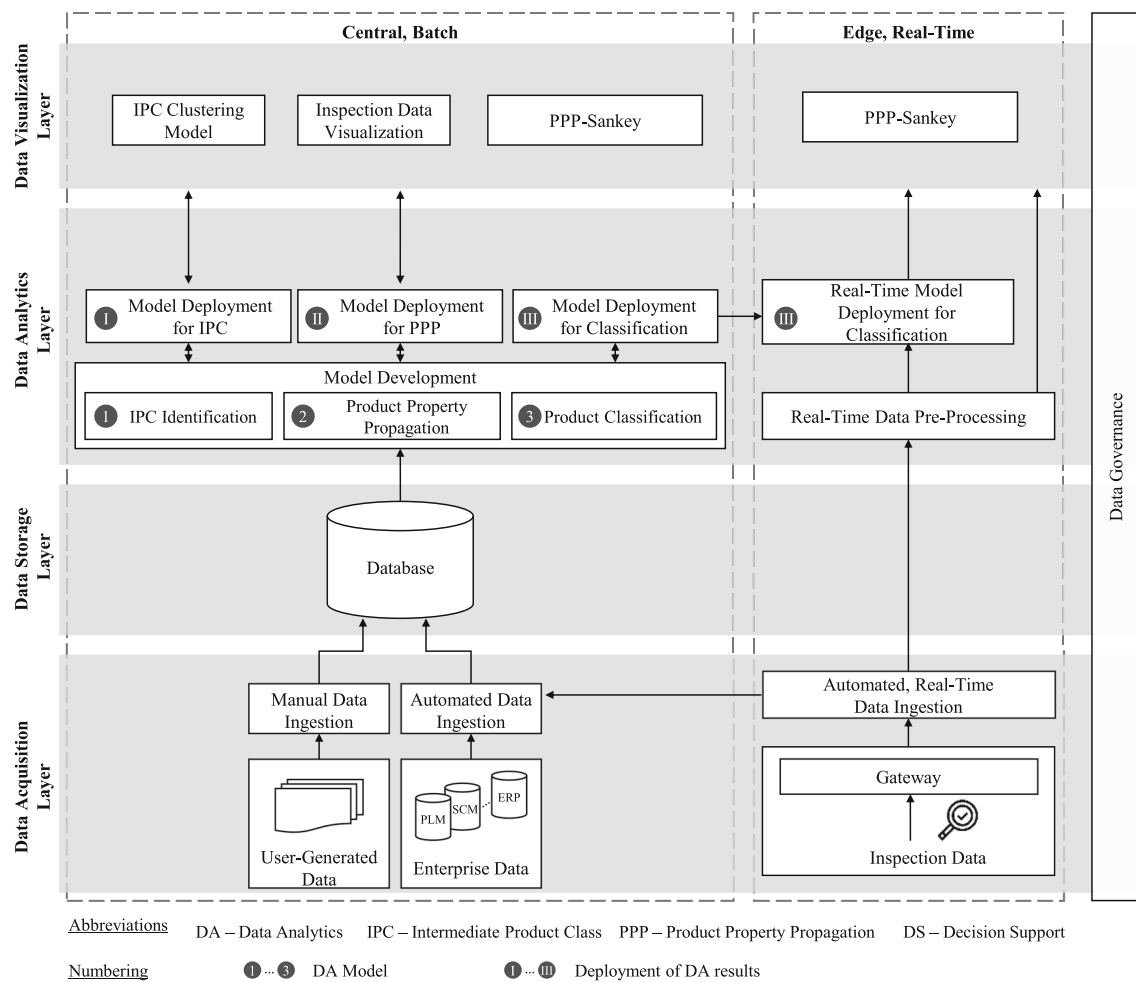 Central, Batch
Edge, Real-Time
Data Visualization
Layer
IPC Clustering
Model
Inspection Data
Visualization
PPP-Sankey
PPP-Sankey
Data Analytics
Layer
I
Model Deployment
for IPC
II
Model Deployment
for PPP
III
Model Deployment
for Classification
III
Real-Time Model
Deployment for
Classification
Model Development
1
IPC Identification
2
Product Property
Propagation
3
Product Classification
Real-Time Data Pre-Processing
Data Governance
Data Storage
Layer
Database
Data Acquisition
Layer
Manual Data
Ingestion
Automated Data
Ingestion
Automated, Real-Time
Data Ingestion
User-Generated
Data
PLM
SCM
...
ERP
Enterprise Data
Gateway
Inspection Data
Abbreviations
DA – Data Analytics
IPC – Intermediate Product Class
PPP – Product Property Propagation
DS – Decision Support
Numbering
1 ... 3 DA Model
I ... III Deployment of DA results